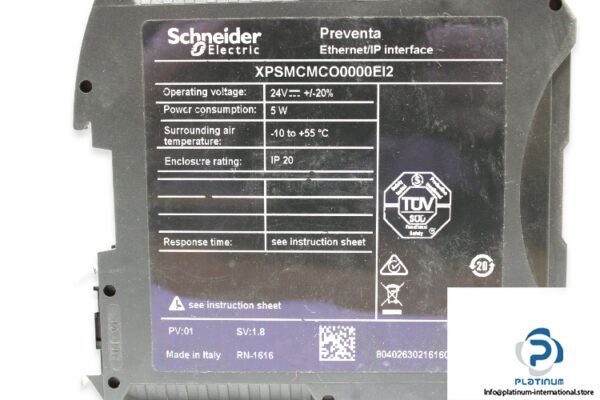 Schneider
Electric
Preventa
Ethernet/IP interface
XPSMCMCO0000EI2
Operating voltage: 24V⎓ +/-20%
Power consumption: 5 W
Surrounding air
temperature: -10 to +55 °C
Enclosure rating: IP 20
Response time: see instruction sheet
TÜV
SÜD
20
see instruction sheet
PV:01 SV:1.8
Made in Italy RN-1616
PLATINUM
Info@platinum-international.store